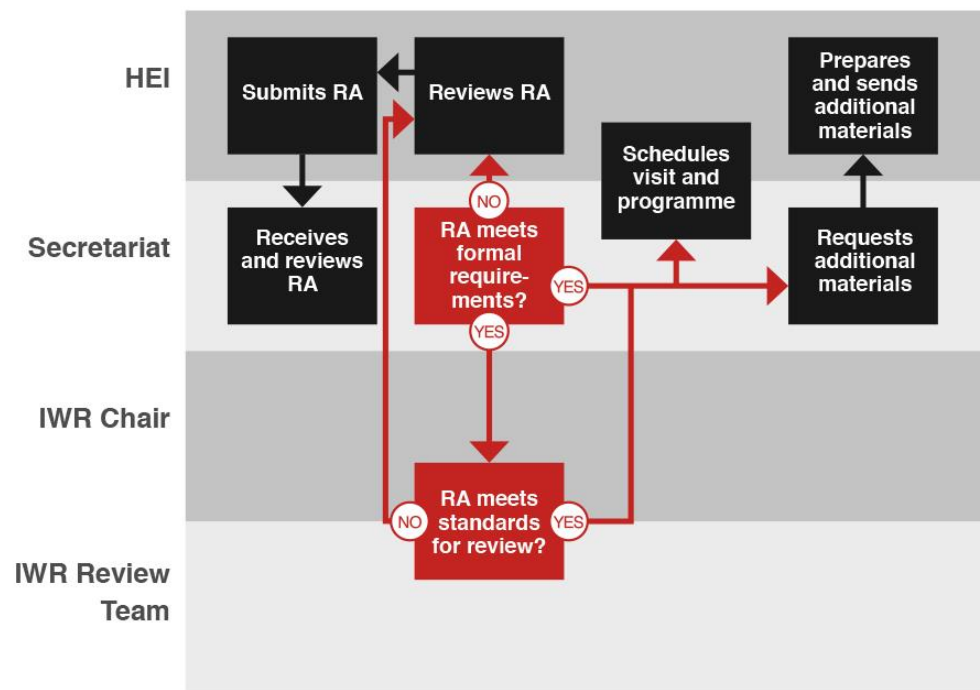 HEI
Submits RA
Reviews RA
Prepares
and sends
additional
materials
Schedules
visit and
programme
Secretariat
Receives
and reviews
RA
NO
RA meets
formal
require-
ments?
YES
YES
Requests
additional
materials
IWR Chair
RA meets
standards
for review?
NO
YES
IWR Review
Team